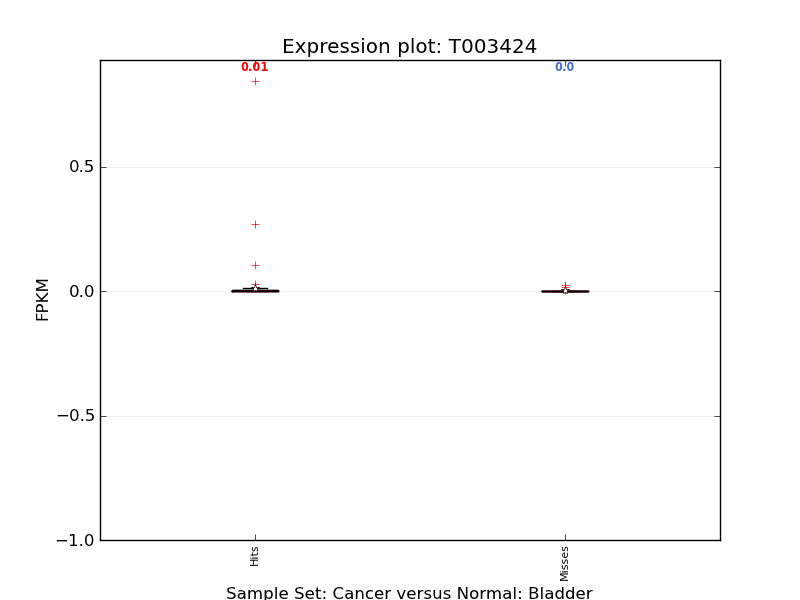 Expression plot: T003424
0.01
0.0
0.5
0.0
−0.5
−1.0
FPKM
Hits
Misses
Sample Set: Cancer versus Normal: Bladder